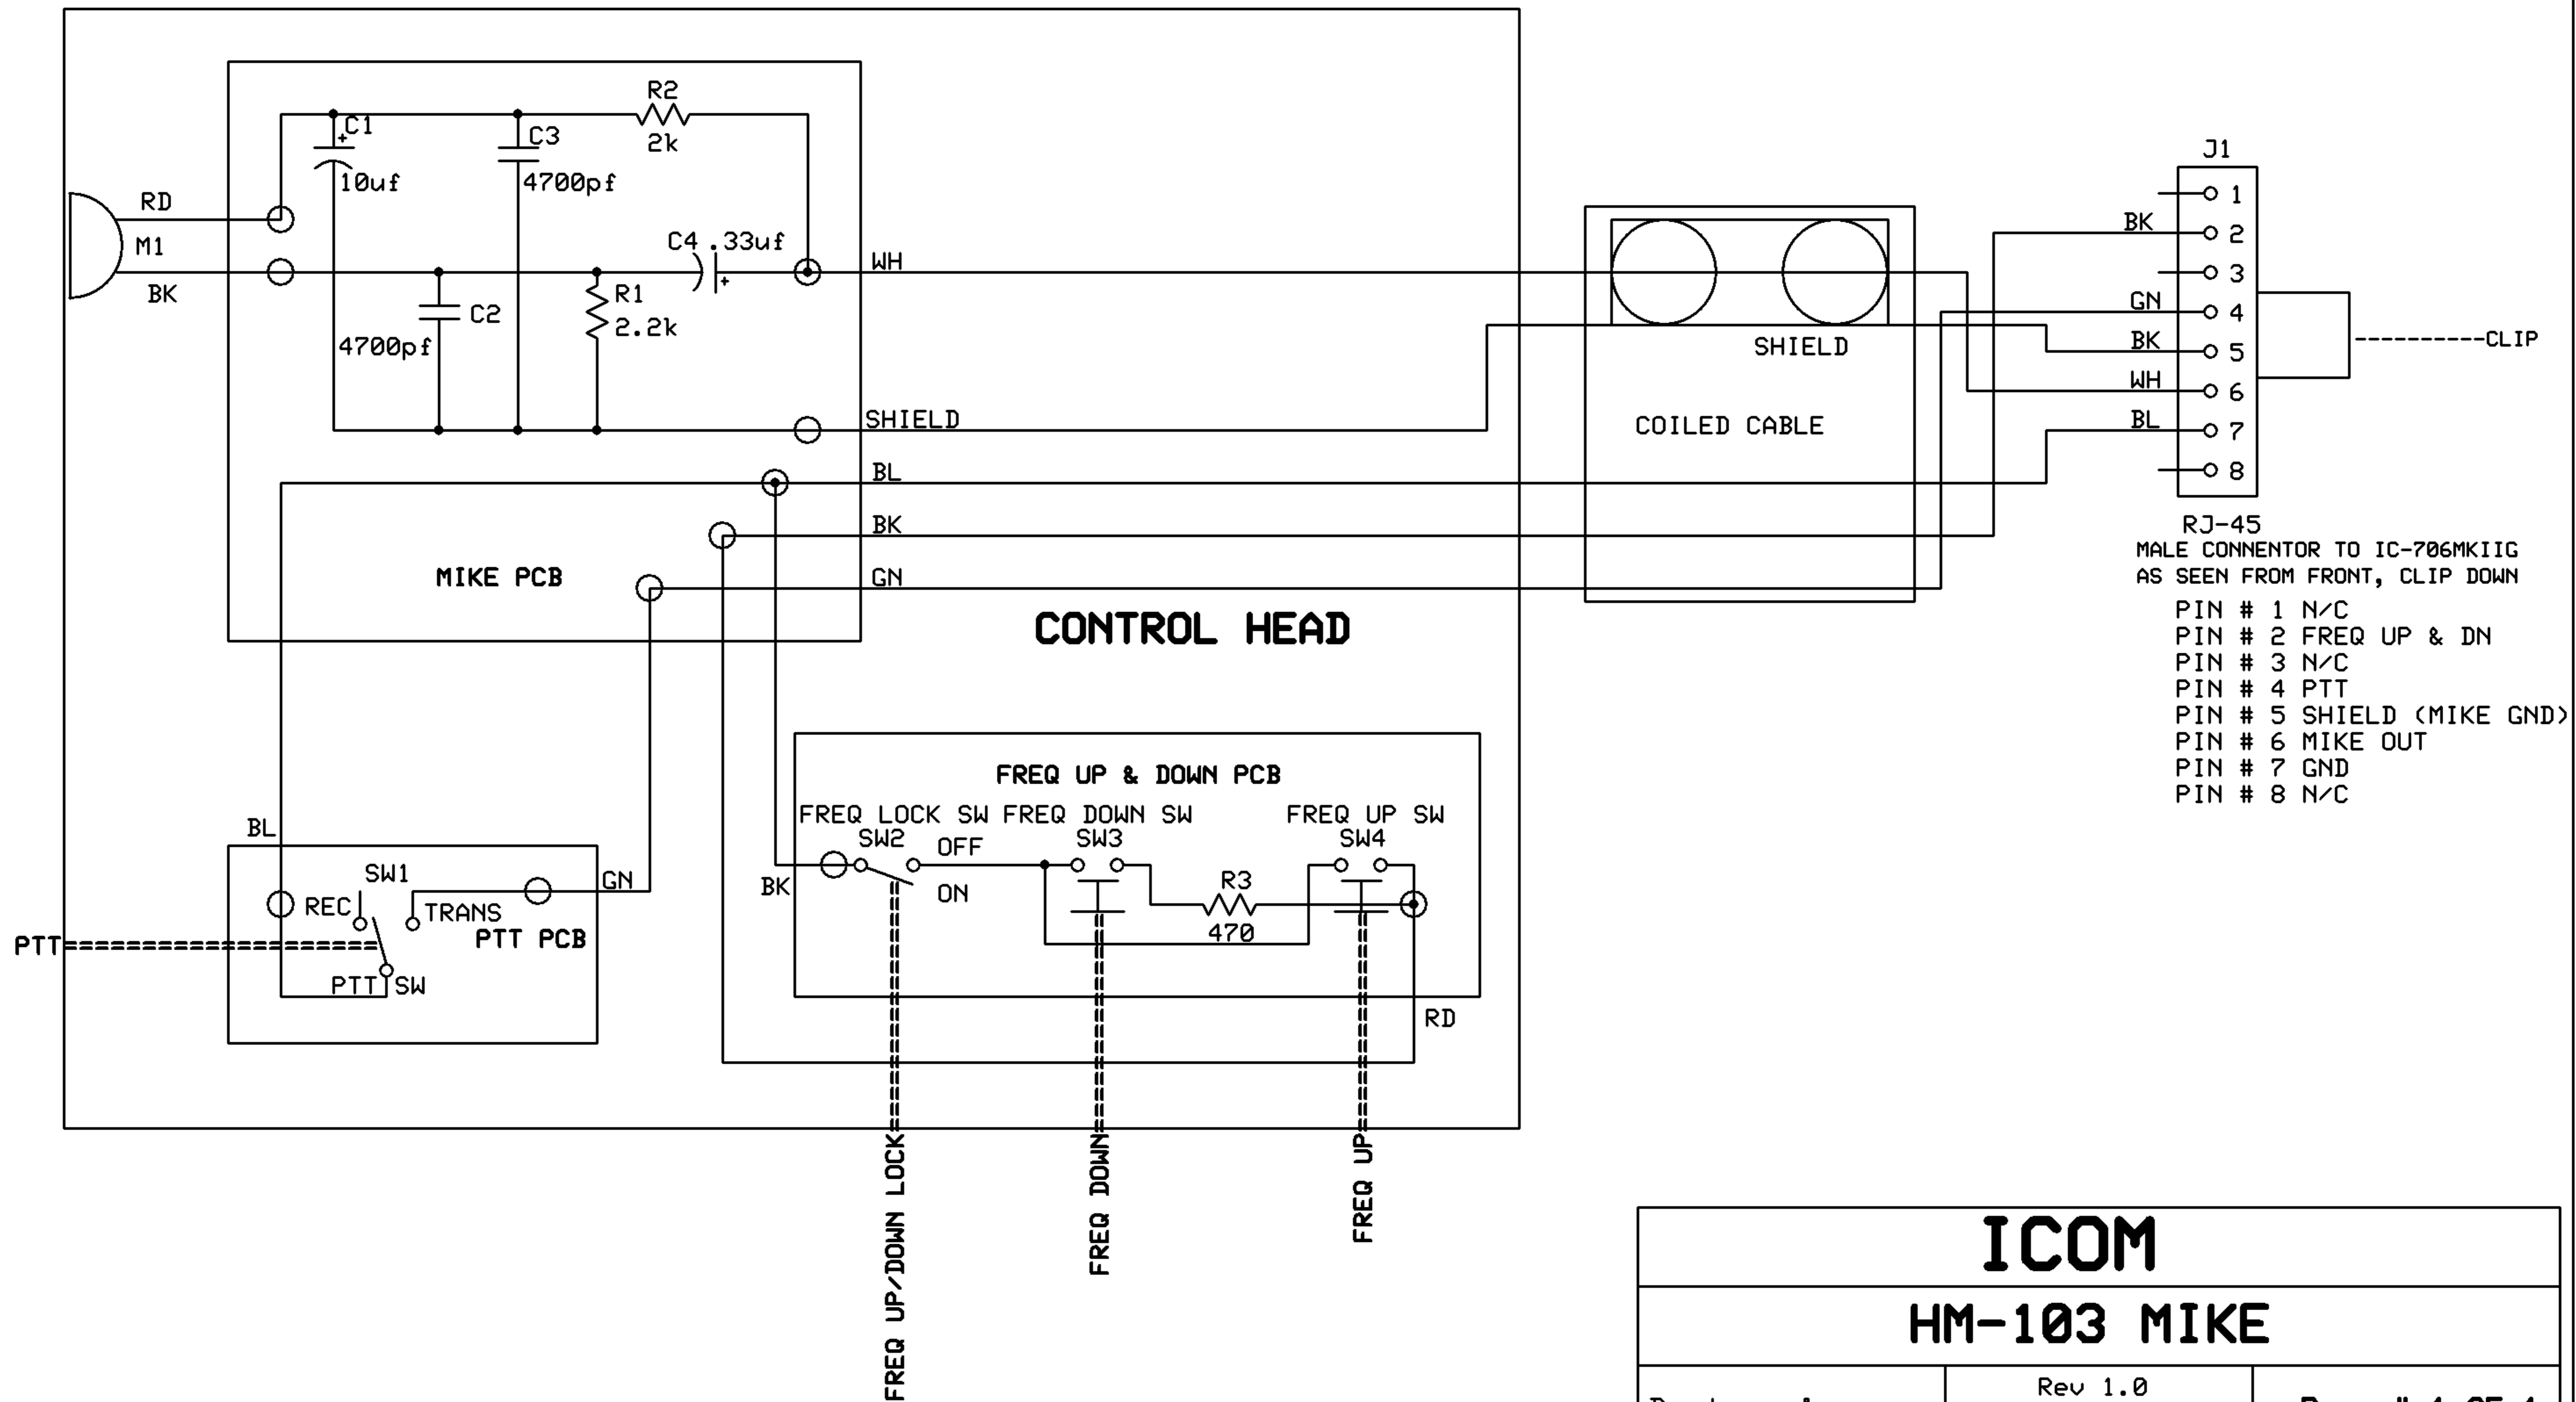 R2
2k
C1
+
10uf
C3
4700pf
RD
M1
BK
C4 .33uf
+
WH
R1
2.2k
C2
4700pf
SHIELD
BL
BK
GN
MIKE PCB
CONTROL HEAD
SHIELD
COILED CABLE
J1
1
BK
2
3
GN
4
BK
5
WH
6
BL
7
8
CLIP
RJ-45
MALE CONNENTOR TO IC-706MKIIG
AS SEEN FROM FRONT, CLIP DOWN
PIN # 1 N/C
PIN # 2 FREQ UP & DN
PIN # 3 N/C
PIN # 4 PTT
PIN # 5 SHIELD (MIKE GND)
PIN # 6 MIKE OUT
PIN # 7 GND
PIN # 8 N/C
BL
SW1
REC
TRANS
PTT PCB
PTT SW
GN
PTT
FREQ UP & DOWN PCB
FREQ LOCK SW
FREQ DOWN SW
FREQ UP SW
SW2
OFF
ON
SW3
SW4
BK
R3
470
RD
FREQ UP/DOWN LOCK
FREQ DOWN
FREQ UP
ICOM
HM-103 MIKE
Rev 1.0